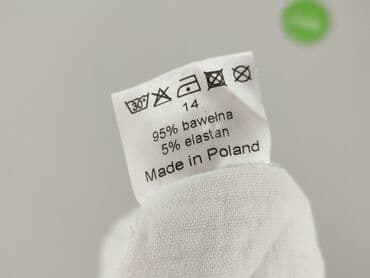 30°
14
95% bawełna
5% elastan
Made in Poland